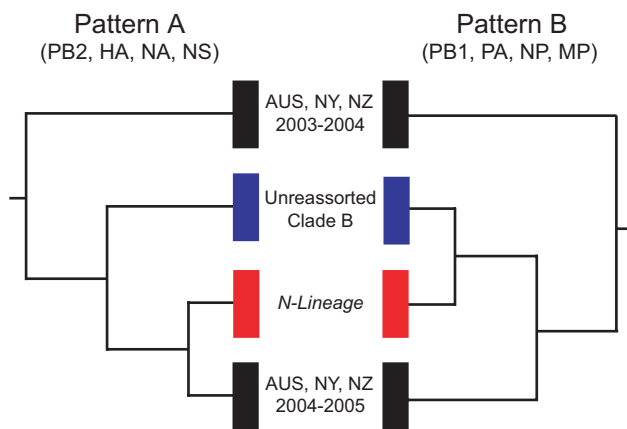 Pattern A
(PB2, HA, NA, NS)
Pattern B
(PB1, PA, NP, MP)
AUS, NY, NZ
2003-2004
Unreassorted
Clade B
N-Lineage
AUS, NY, NZ
2004-2005